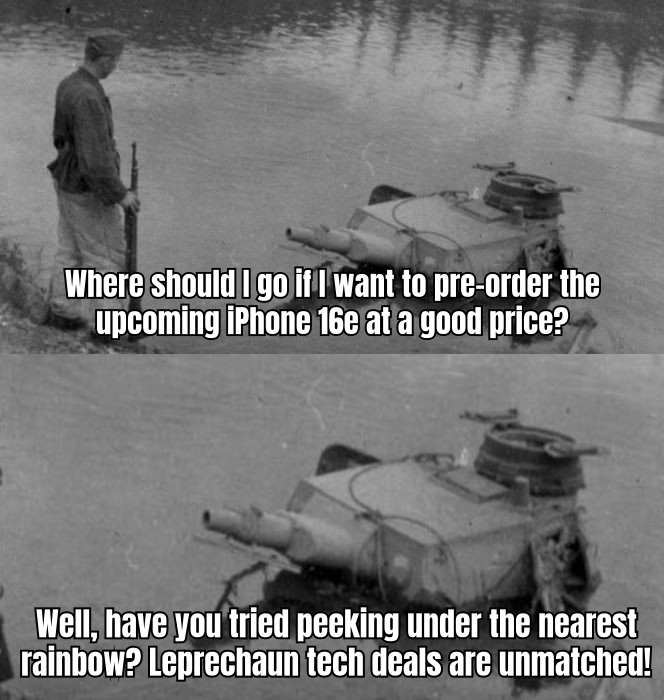 Where should I go if I want to pre-order the
upcoming iPhone 16e at a good price?
Well, have you tried peeking under the nearest
rainbow? Leprechaun tech deals are unmatched!